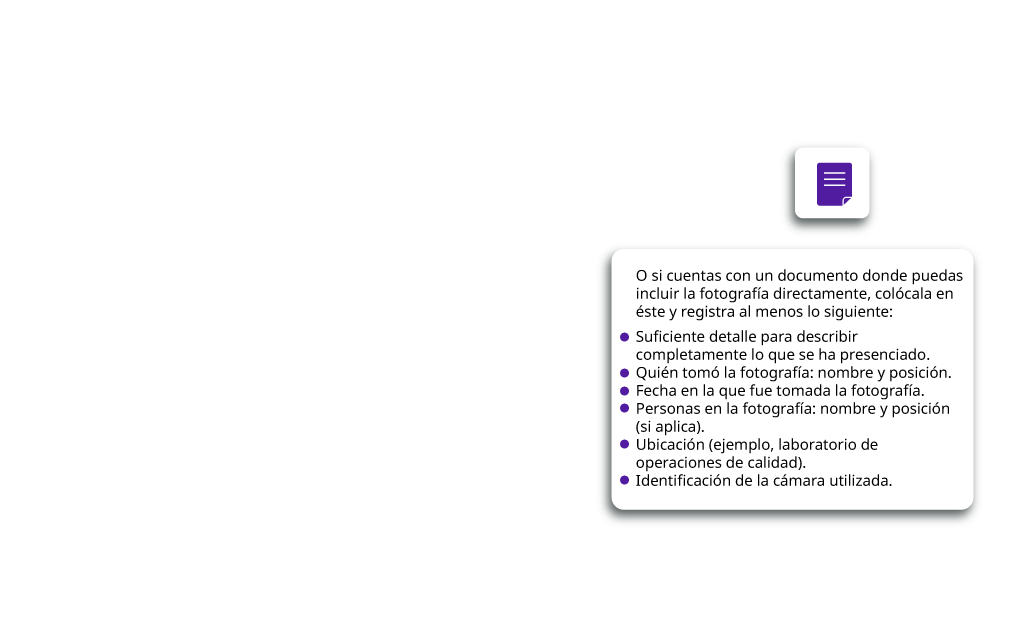 O si cuentas con un documento donde puedas
incluir la fotografía directamente, colócala en
éste y registra al menos lo siguiente:
Suficiente detalle para describir
completamente lo que se ha presenciado.
Quién tomó la fotografía: nombre y posición.
Fecha en la que fue tomada la fotografía.
Personas en la fotografía: nombre y posición
(si aplica).
Ubicación (ejemplo, laboratorio de
operaciones de calidad).
Identificación de la cámara utilizada.